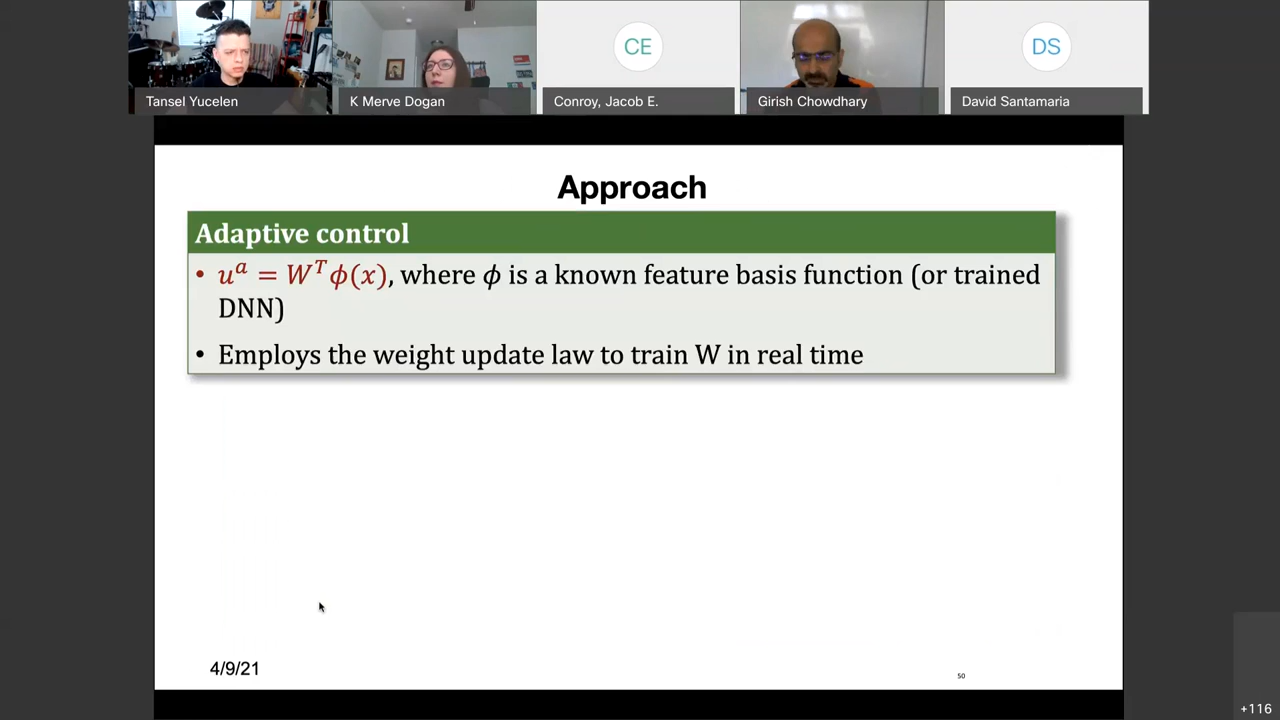 CE
DS
Tansel Yucelen
K Merve Dogan
Conroy, Jacob E.
Girish Chowdhary
David Santamaria
Approach
Adaptive control
• uᵃ = Wᵀϕ(x), where ϕ is a known feature basis function (or trained
DNN)
• Employs the weight update law to train W in real time
4/9/21
50
+116